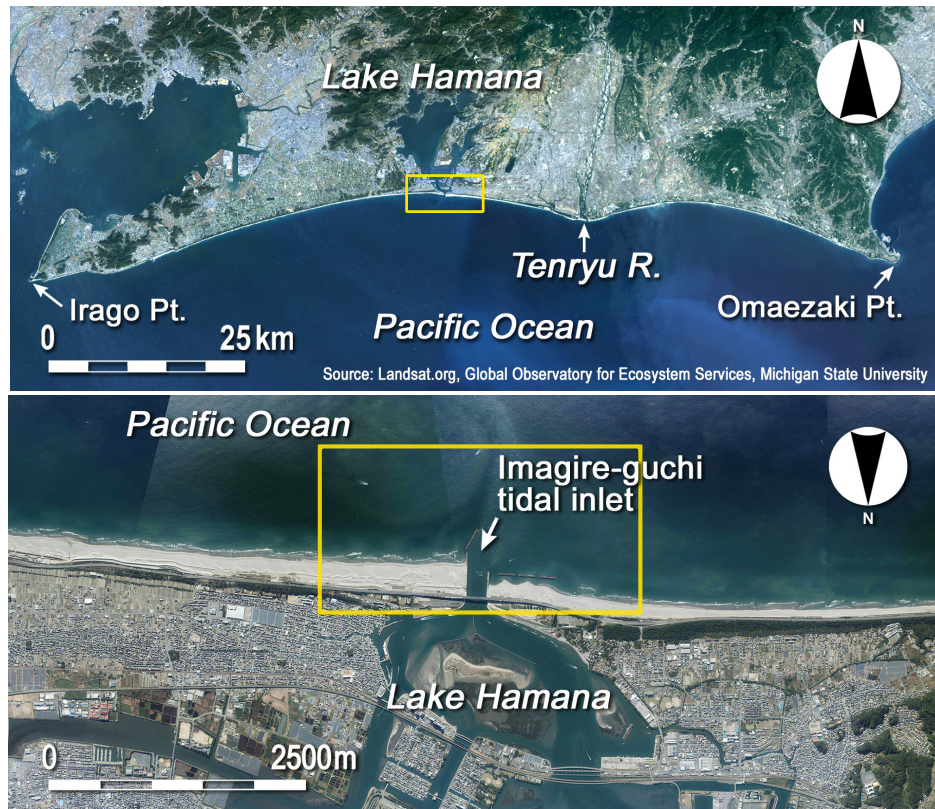 N
Lake Hamana
Tenryu R.
Irago Pt.
Omaezaki Pt.
0 25 km
Pacific Ocean
Source: Landsat.org, Global Observatory for Ecosystem Services, Michigan State University
Pacific Ocean
Imagire-guchi
tidal inlet
N
Lake Hamana
0 2500m